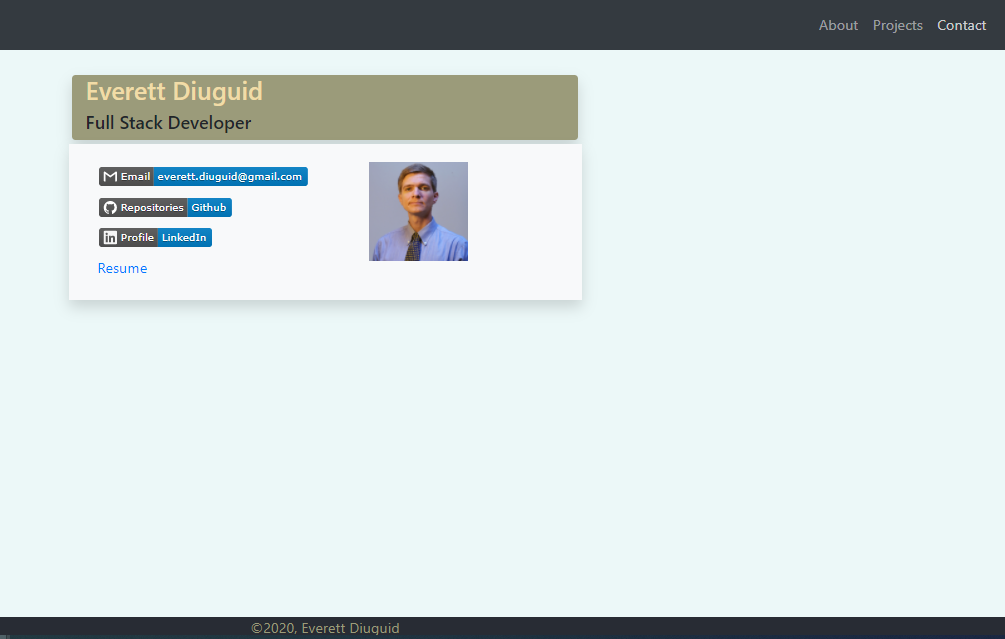 About Projects Contact
Everett Diuguid
Full Stack Developer
Email everett.diuguid@gmail.com
Repositories Github
Profile LinkedIn
Resume
©2020, Everett Diuguid